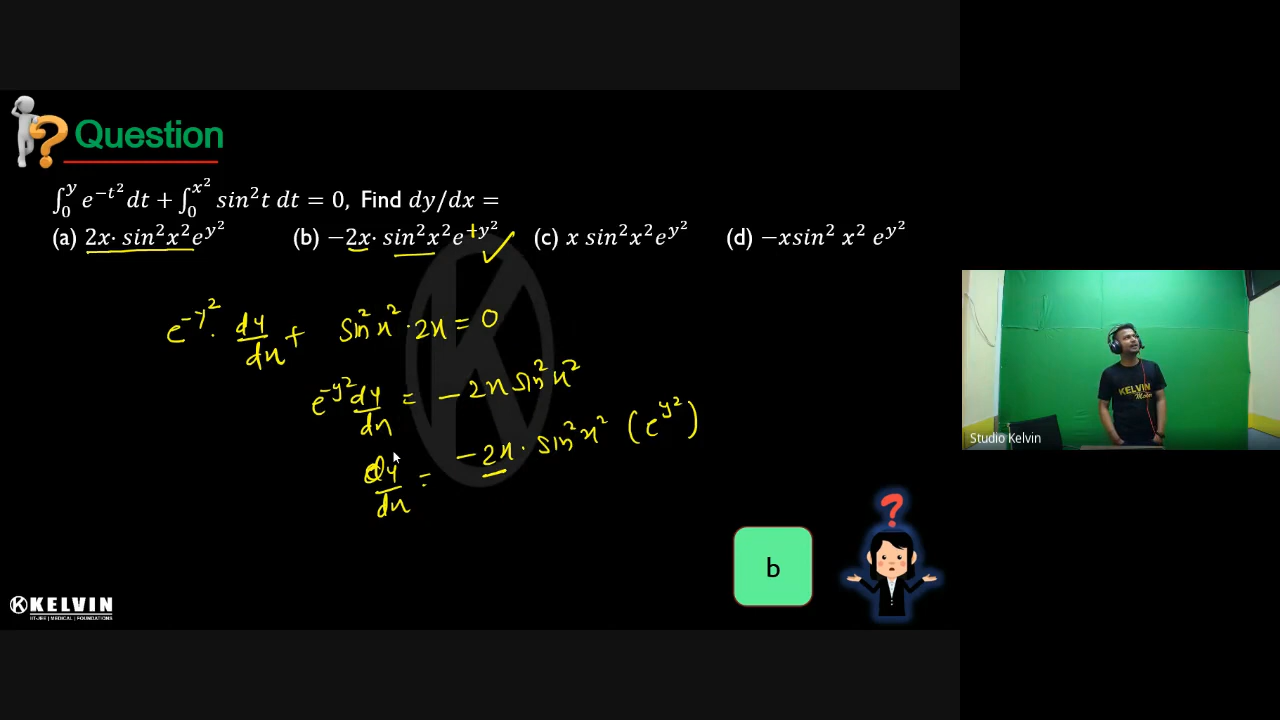 Question
∫₀^y e^{-t²} dt + ∫₀^{x²} sin²t dt = 0, Find dy/dx =
(a) 2x· sin²x²e^{y²} (b) −2x· sin²x²e^{+y²} ✓ (c) x sin²x²e^{y²} (d) −xsin² x² e^{y²}
e^{-y²}· dy/dx + sin²x² · 2x = 0
e^{-y²} dy/dx = − 2x sin²x²
dy/dx = − 2x · sin²x² (e^{y²})
b
?
KELVIN
IIT-JEE | MEDICAL | FOUNDATIONS
KELVIN
Studio Kelvin